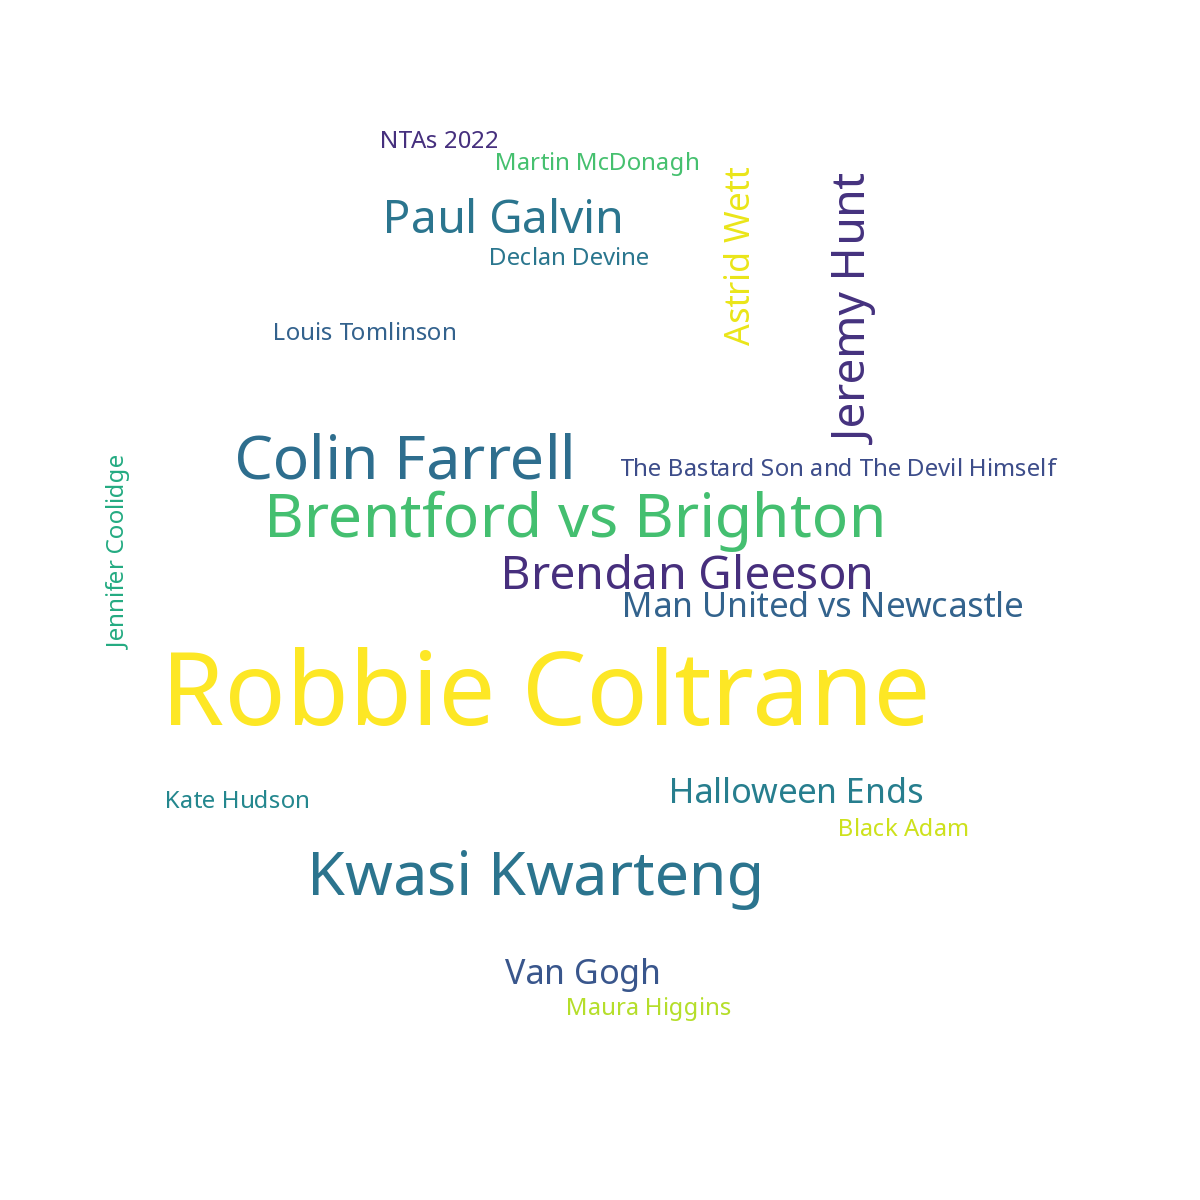 NTAs 2022
Martin McDonagh
Astrid Wett
Jeremy Hunt
Paul Galvin
Declan Devine
Louis Tomlinson
Colin Farrell
The Bastard Son and The Devil Himself
Jennifer Coolidge
Brentford vs Brighton
Brendan Gleeson
Man United vs Newcastle
Robbie Coltrane
Halloween Ends
Kate Hudson
Black Adam
Kwasi Kwarteng
Van Gogh
Maura Higgins